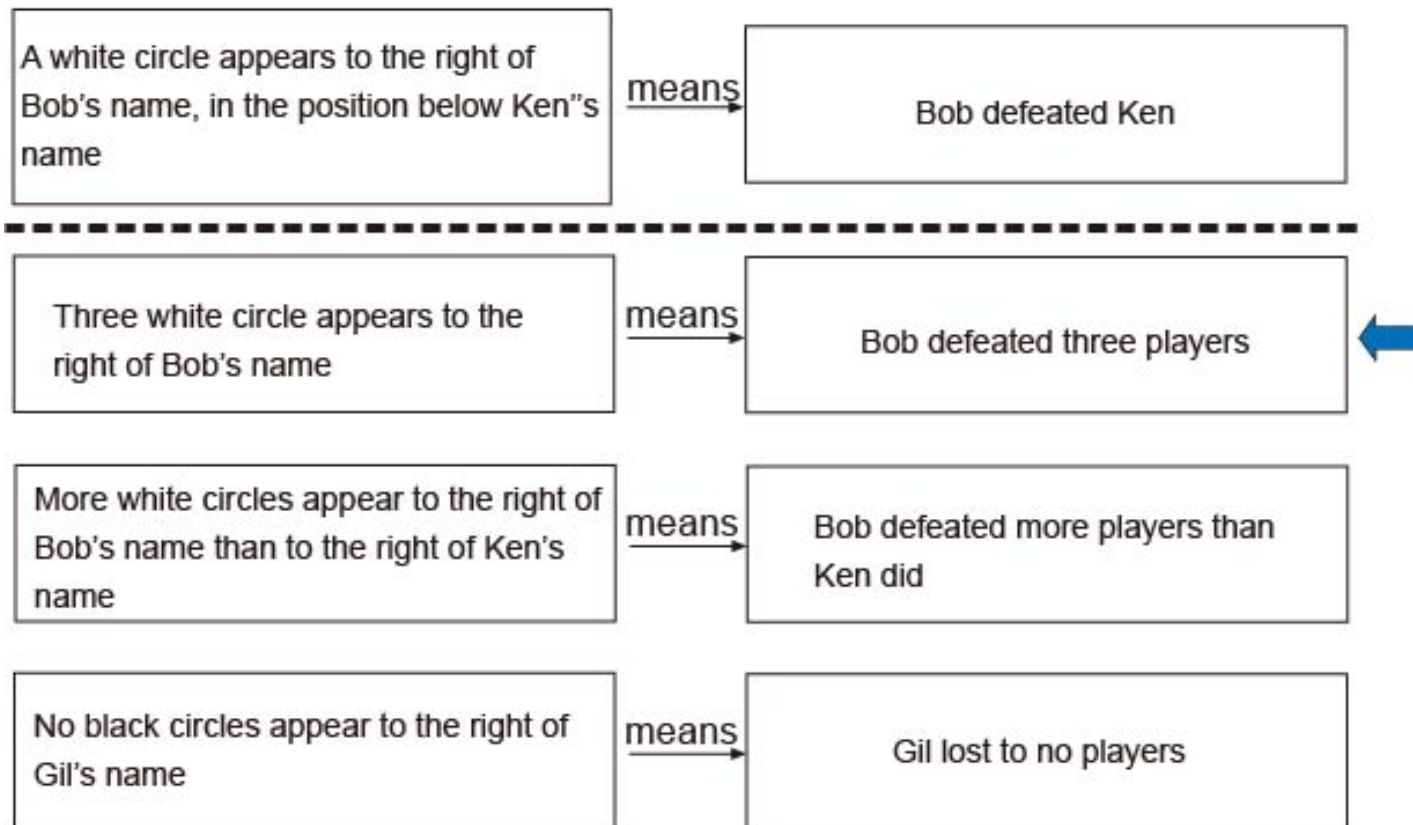 A white circle appears to the right of
Bob's name, in the position below Ken"s
name
means
Bob defeated Ken
Three white circle appears to the
right of Bob's name
means
Bob defeated three players
More white circles appear to the right of
Bob's name than to the right of Ken's
name
means
Bob defeated more players than
Ken did
No black circles appear to the right of
Gil's name
means
Gil lost to no players